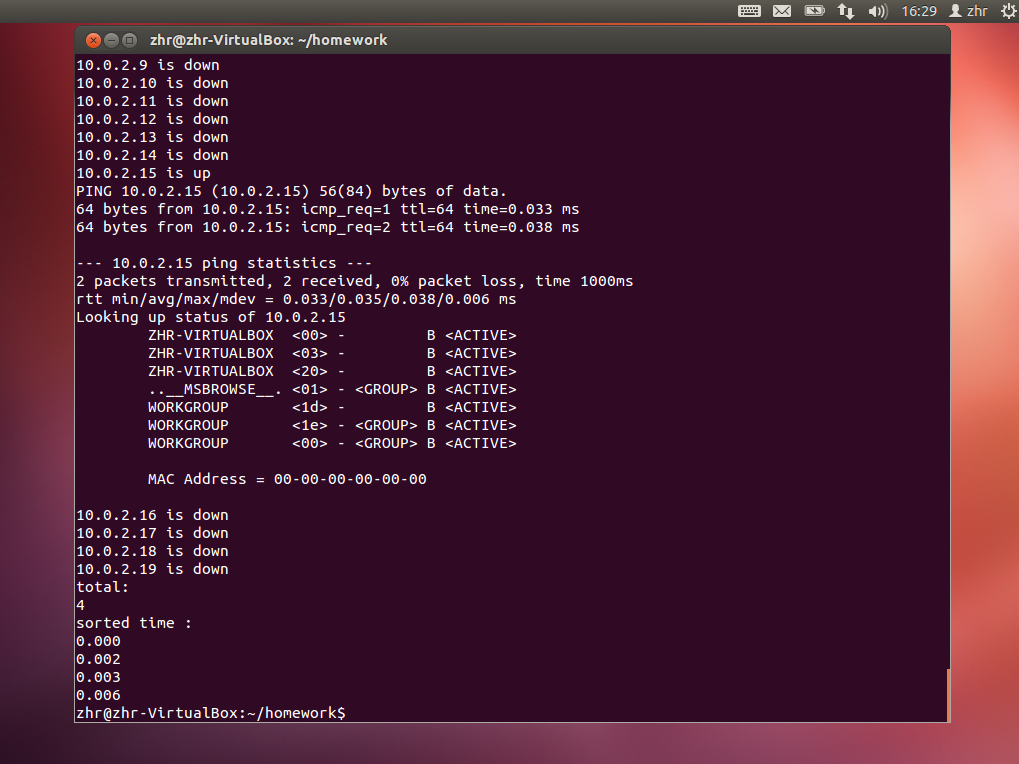 16:29 zhr
zhr@zhr-VirtualBox: ~/homework
10.0.2.9 is down
10.0.2.10 is down
10.0.2.11 is down
10.0.2.12 is down
10.0.2.13 is down
10.0.2.14 is down
10.0.2.15 is up
PING 10.0.2.15 (10.0.2.15) 56(84) bytes of data.
64 bytes from 10.0.2.15: icmp_req=1 ttl=64 time=0.033 ms
64 bytes from 10.0.2.15: icmp_req=2 ttl=64 time=0.038 ms
--- 10.0.2.15 ping statistics ---
2 packets transmitted, 2 received, 0% packet loss, time 1000ms
rtt min/avg/max/mdev = 0.033/0.035/0.038/0.006 ms
Looking up status of 10.0.2.15
ZHR-VIRTUALBOX <00> - B <ACTIVE>
ZHR-VIRTUALBOX <03> - B <ACTIVE>
ZHR-VIRTUALBOX <20> - B <ACTIVE>
..__MSBROWSE__. <01> - <GROUP> B <ACTIVE>
WORKGROUP <1d> - B <ACTIVE>
WORKGROUP <1e> - <GROUP> B <ACTIVE>
WORKGROUP <00> - <GROUP> B <ACTIVE>
MAC Address = 00-00-00-00-00-00
10.0.2.16 is down
10.0.2.17 is down
10.0.2.18 is down
10.0.2.19 is down
total:
4
sorted time :
0.000
0.002
0.003
0.006
zhr@zhr-VirtualBox:~/homework$